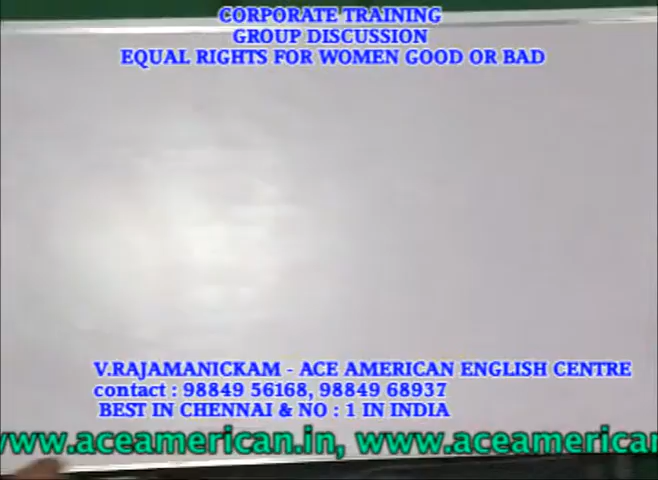 CORPORATE TRAINING
GROUP DISCUSSION
EQUAL RIGHTS FOR WOMEN GOOD OR BAD
V.RAJAMANICKAM - ACE AMERICAN ENGLISH CENTRE
contact : 98849 56168, 98849 68937
BEST IN CHENNAI & NO : 1 IN INDIA
www.aceamerican.in, www.aceamerican